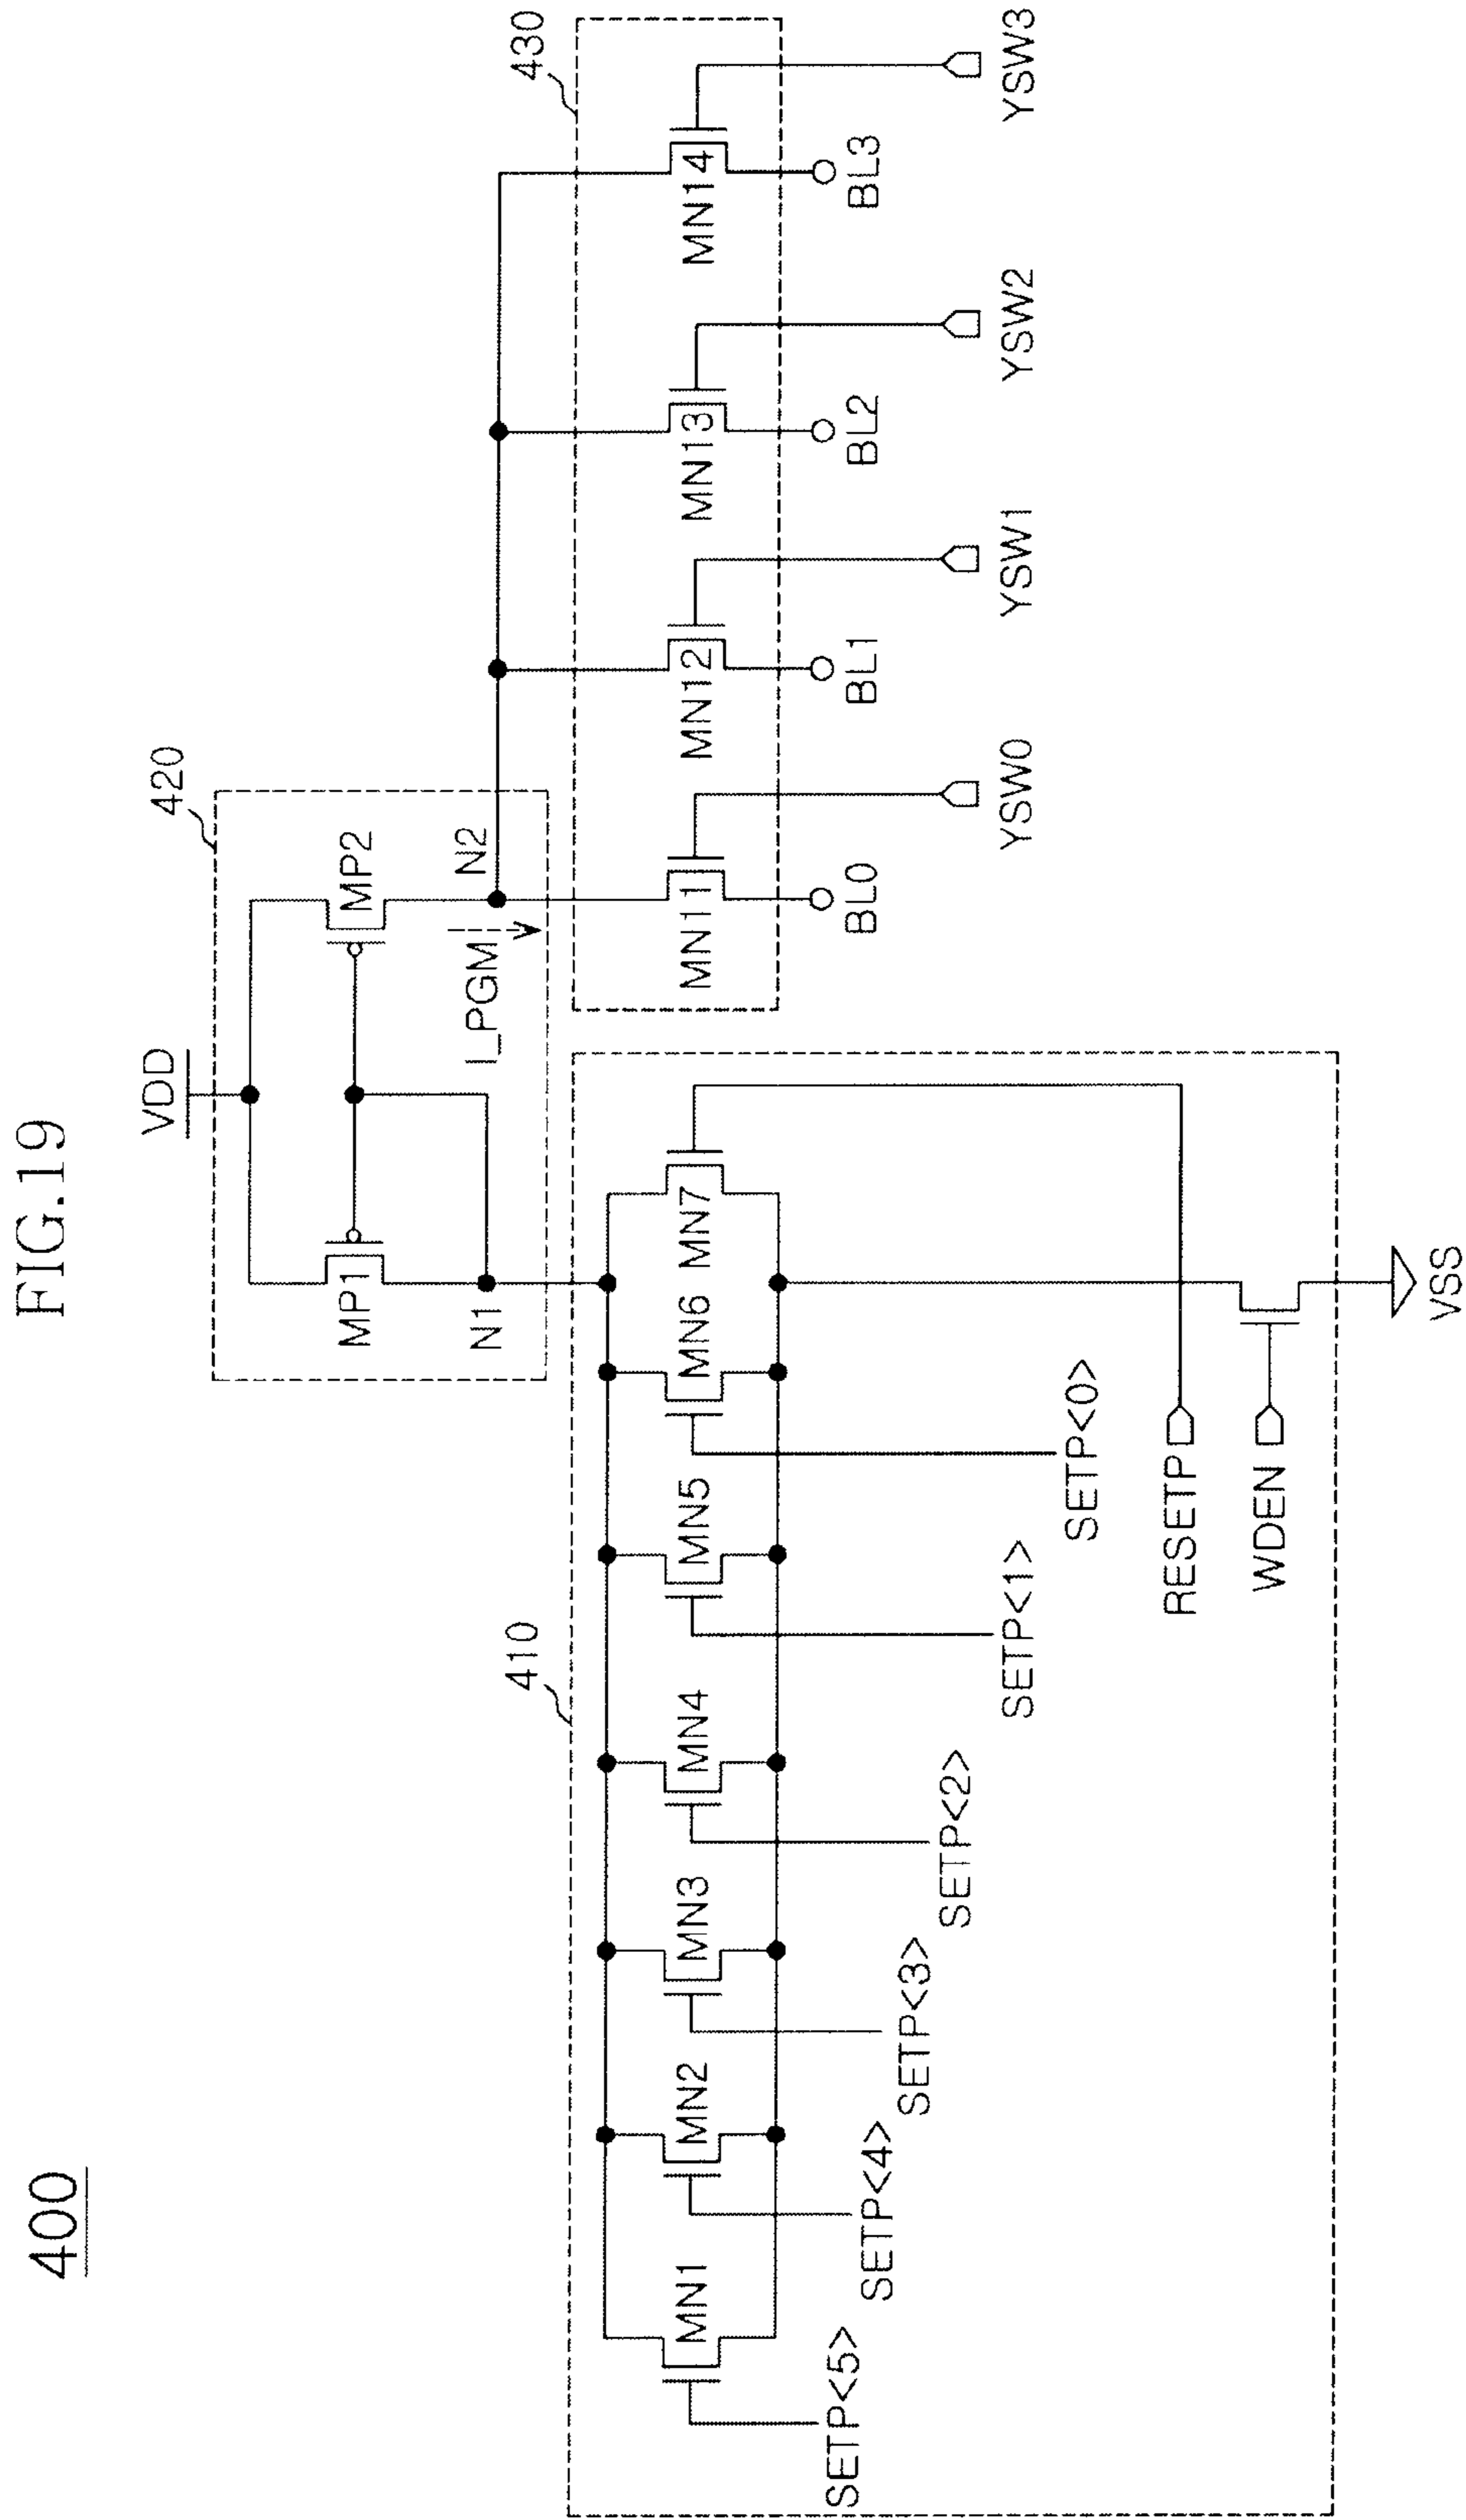 FIG.19
400
VDD
420
MP1
MP2
N1
N2
I_PGM
410
430
MN1
MN2
MN3
MN4
MN5
MN6
MN7
MN11
MN12
MN13
MN14
SETP<5>
SETP<4>
SETP<3>
SETP<2>
SETP<1>
SETP<0>
BL0
BL1
BL2
BL3
YSW0
YSW1
YSW2
YSW3
RESETP
WDEN
VSS